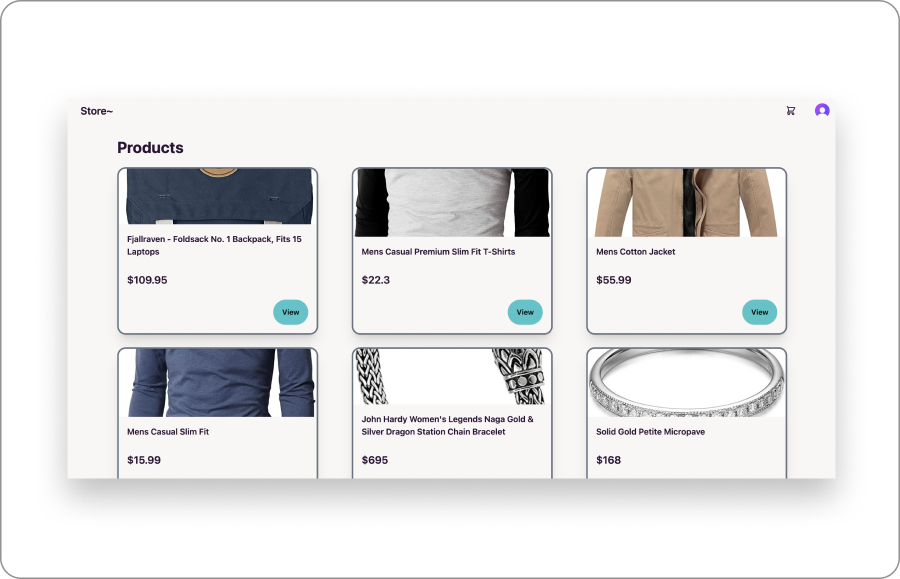 Store~
Products
Fjallraven - Foldsack No. 1 Backpack, Fits 15
Laptops
$109.95
View
Mens Casual Premium Slim Fit T-Shirts
$22.3
View
Mens Cotton Jacket
$55.99
View
Mens Casual Slim Fit
$15.99
John Hardy Women's Legends Naga Gold &
Silver Dragon Station Chain Bracelet
$695
Solid Gold Petite Micropave
$168